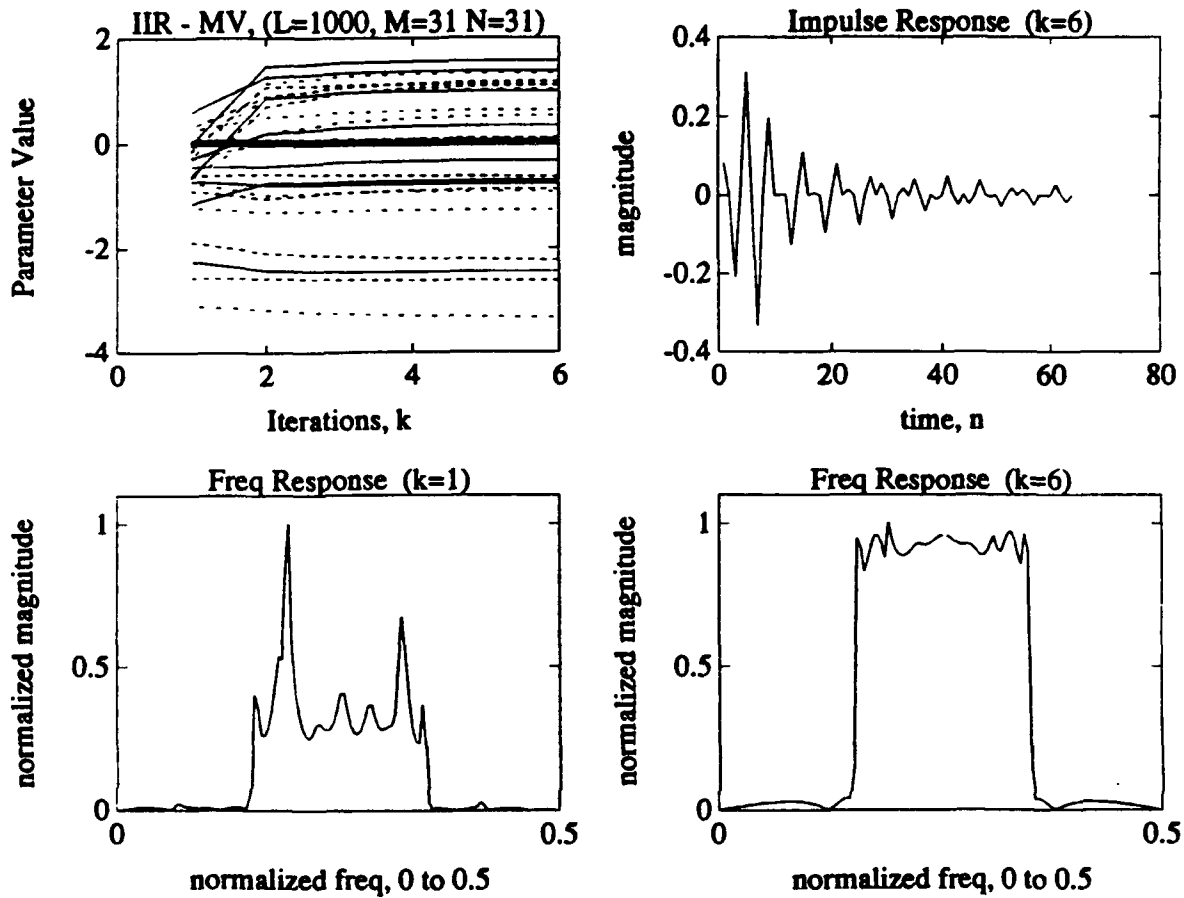 IIR - MV, (L=1000, M=31 N=31)
2
0
-2
-4
0
2
4
6
Parameter Value
Iterations, k
Impulse Response (k=6)
0.4
0.2
0
-0.2
-0.4
0
20
40
60
80
magnitude
time, n
Freq Response (k=1)
1
0.5
0
0
0.5
normalized magnitude
normalized freq, 0 to 0.5
Freq Response (k=6)
1
0.5
0
0
0.5
normalized magnitude
normalized freq, 0 to 0.5